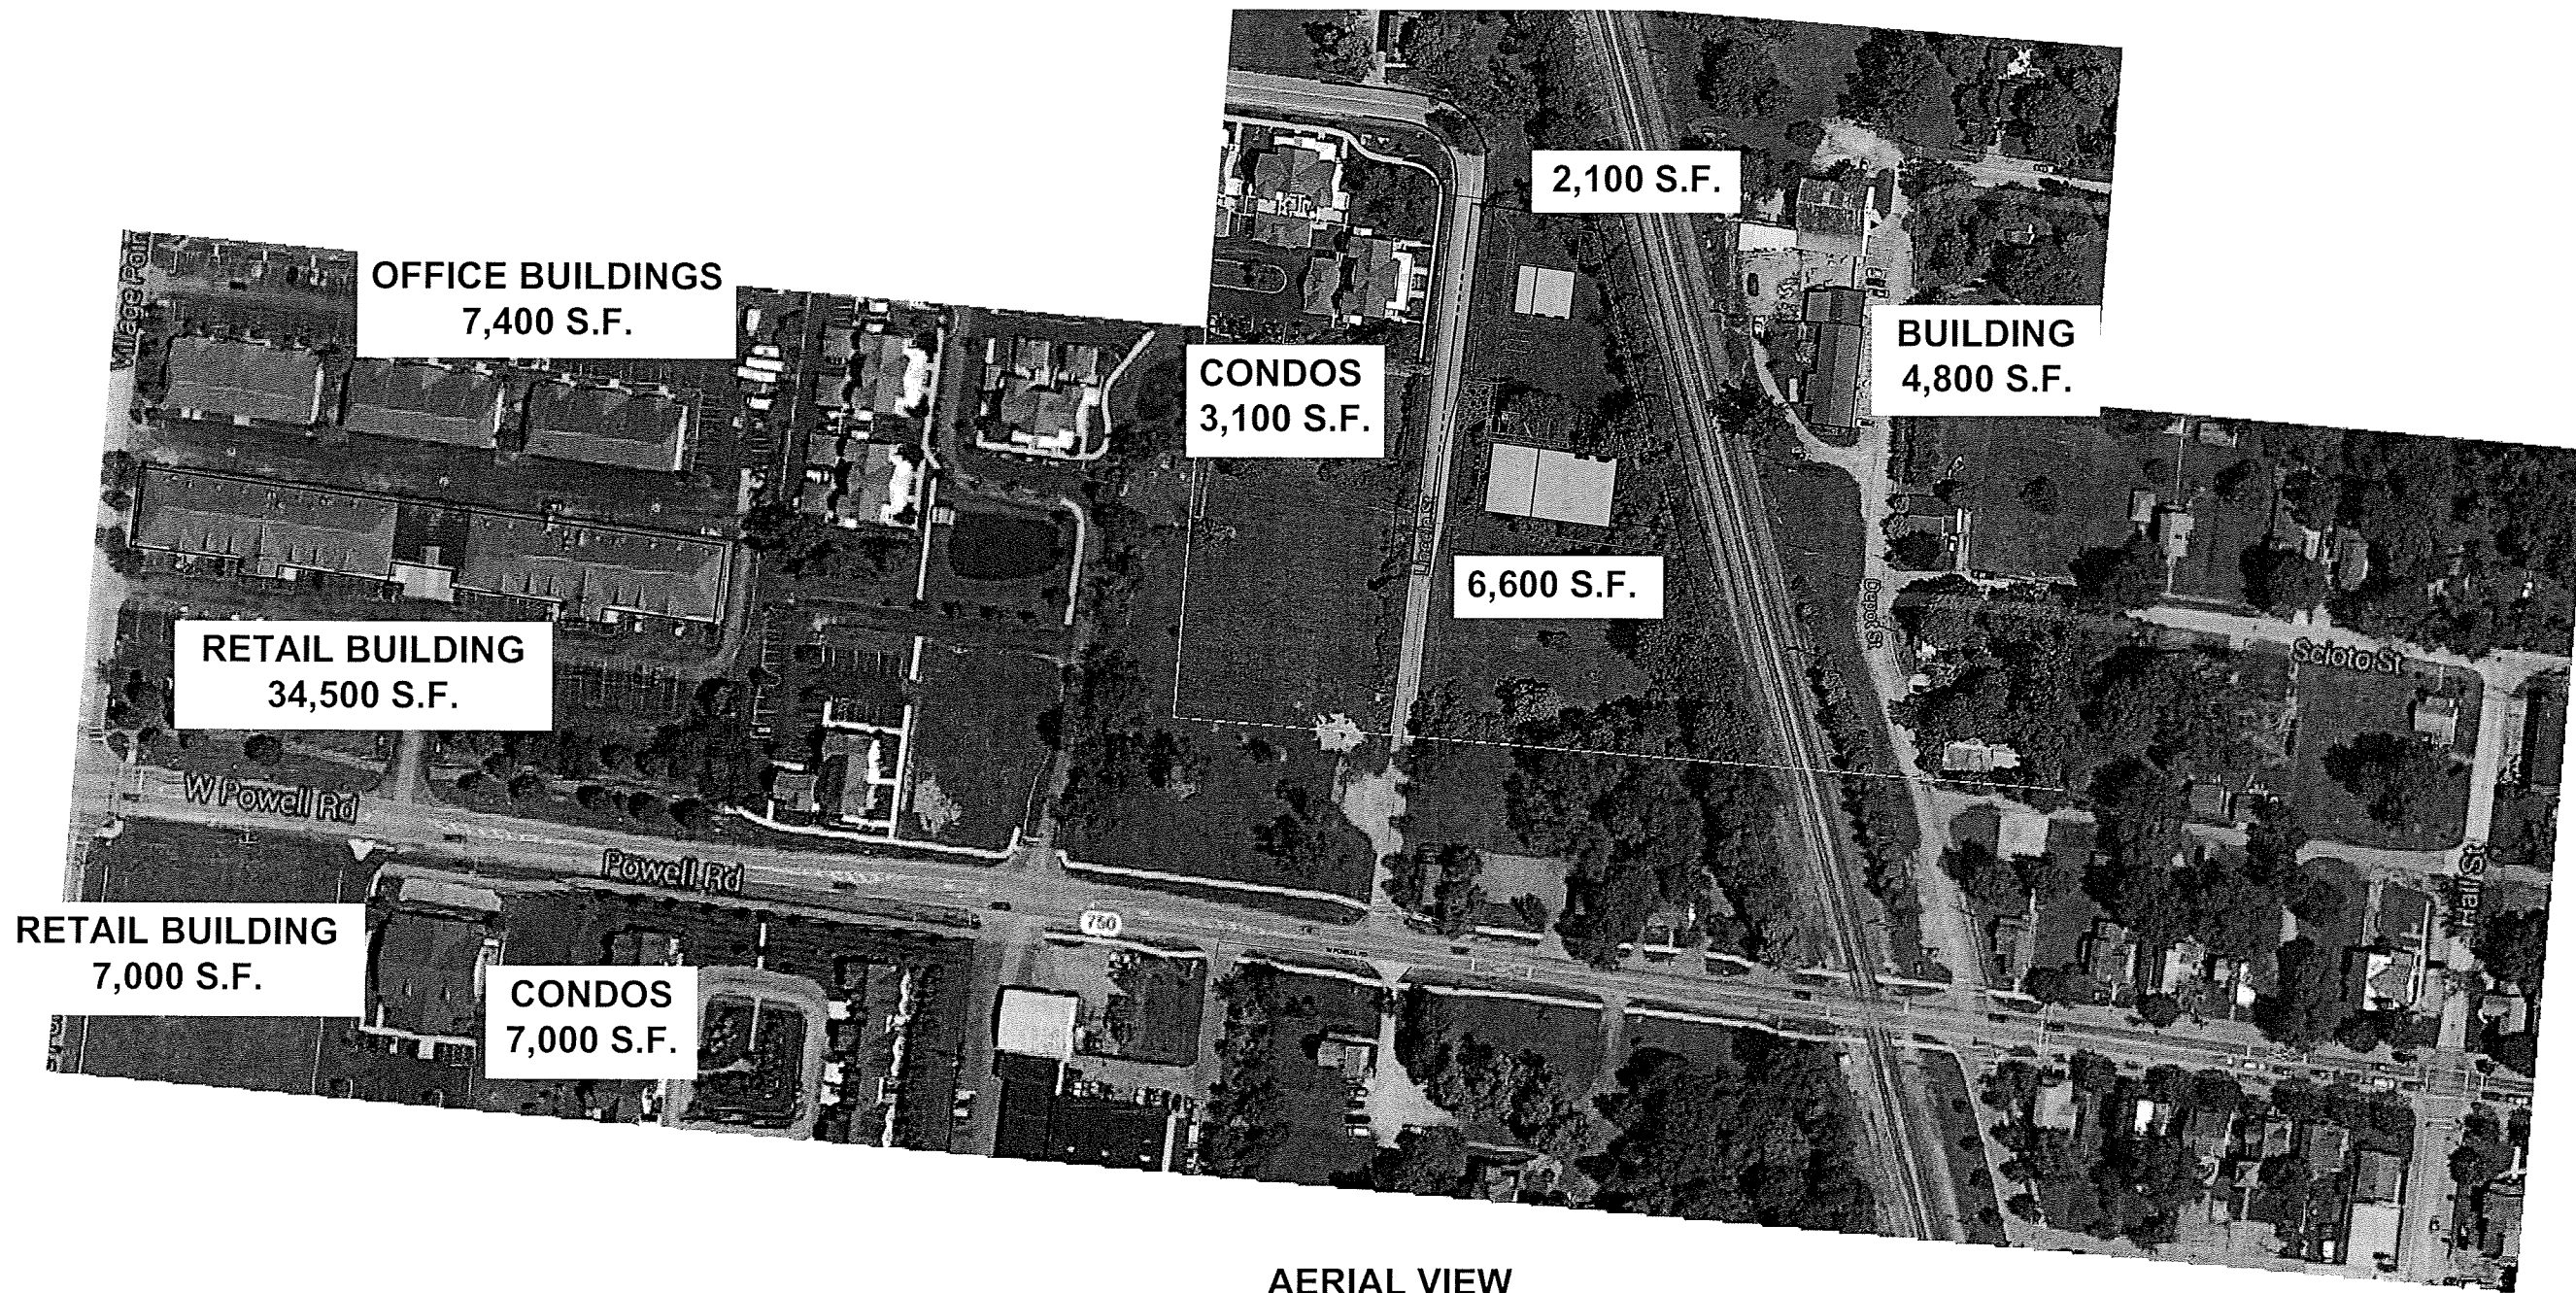 2,100 S.F.
OFFICE BUILDINGS
7,400 S.F.
BUILDING
4,800 S.F.
CONDOS
3,100 S.F.
6,600 S.F.
Depot St
Scioto St
RETAIL BUILDING
34,500 S.F.
W Powell Rd
Powell Rd
Hall St
750
RETAIL BUILDING
7,000 S.F.
CONDOS
7,000 S.F.
AERIAL VIEW